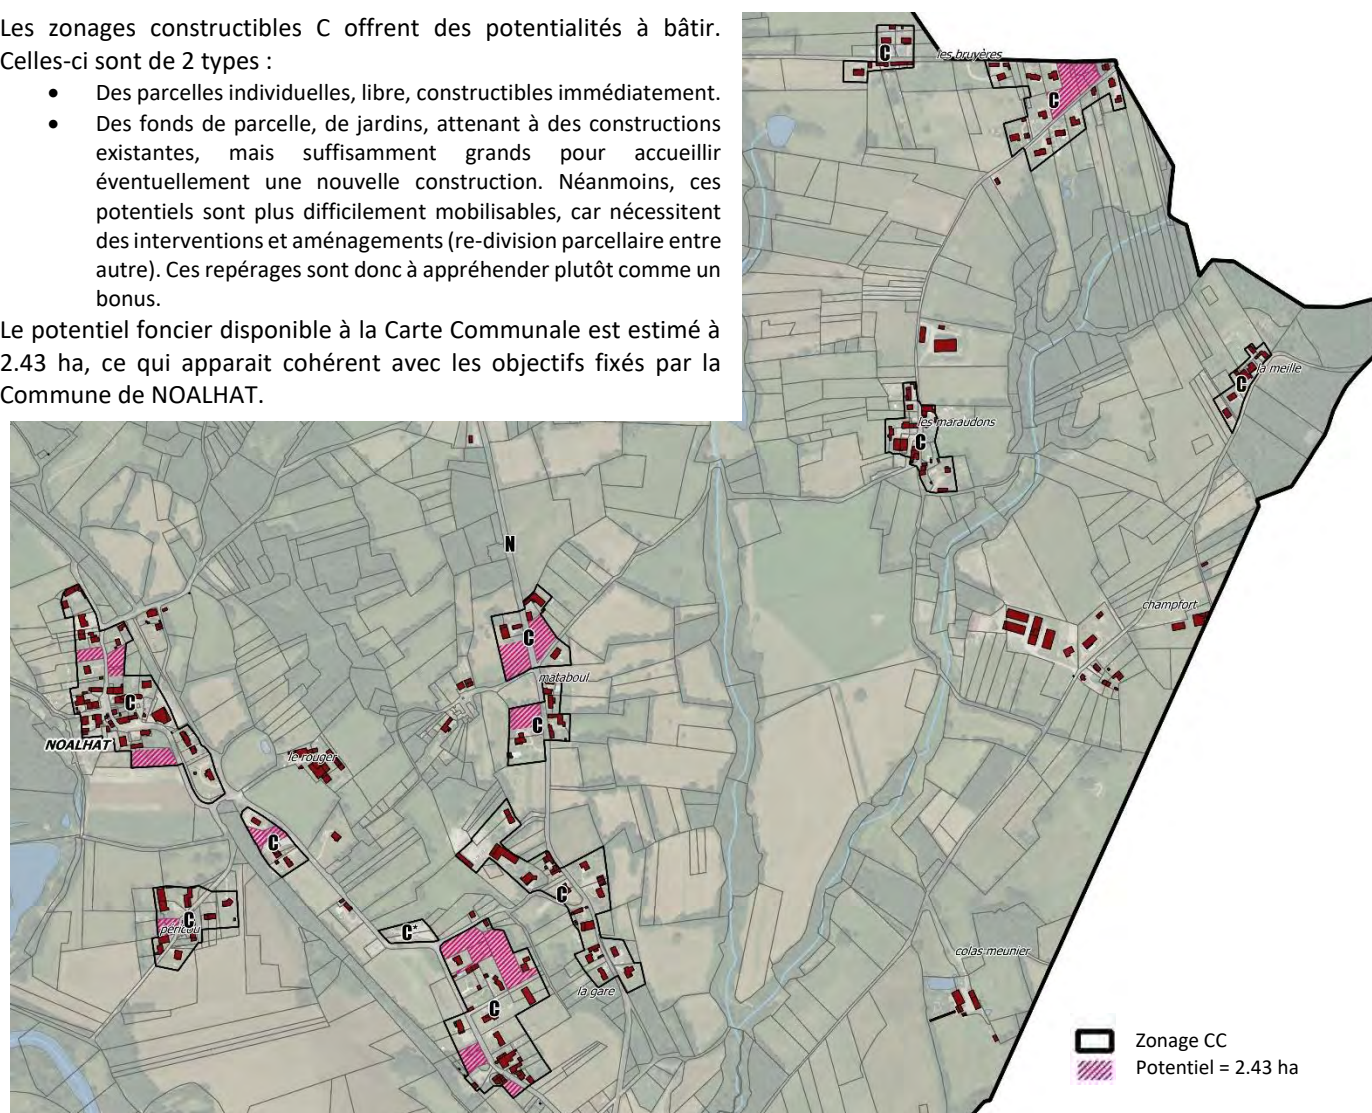 Les zonages constructibles C offrent des potentialités à bâtir.
Celles-ci sont de 2 types :
• Des parcelles individuelles, libre, constructibles immédiatement.
• Des fonds de parcelle, de jardins, attenant à des constructions
existantes, mais suffisamment grands pour accueillir
éventuellement une nouvelle construction. Néanmoins, ces
potentiels sont plus difficilement mobilisables, car nécessitent
des interventions et aménagements (re-division parcellaire entre
autre). Ces repérages sont donc à appréhender plutôt comme un
bonus.
Le potentiel foncier disponible à la Carte Communale est estimé à
2.43 ha, ce qui apparait cohérent avec les objectifs fixés par la
Commune de NOALHAT.
C
les bruyères
C
la meille
C
les maraudons
C
N
champfort
C
mataboul
C
C
NOALHAT
le rouger
C
C
C
pericou
C*
C
la gare
colas meunier
C
Zonage CC
Potentiel = 2.43 ha